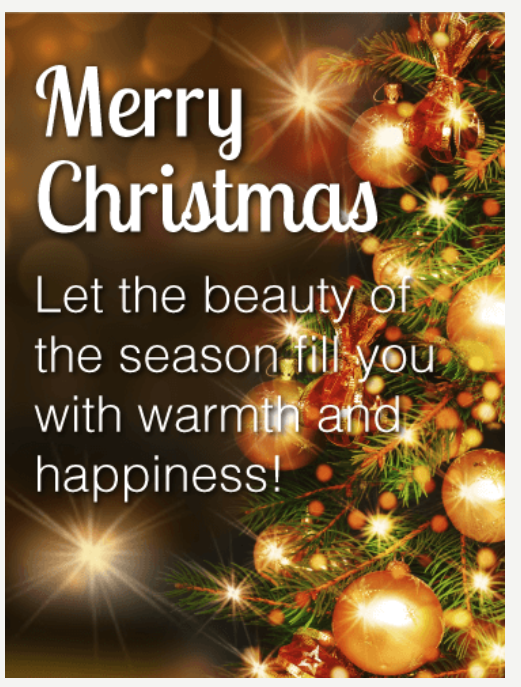 Merry
Christmas
Let the beauty of
the season fill you
with warmth and
happiness!